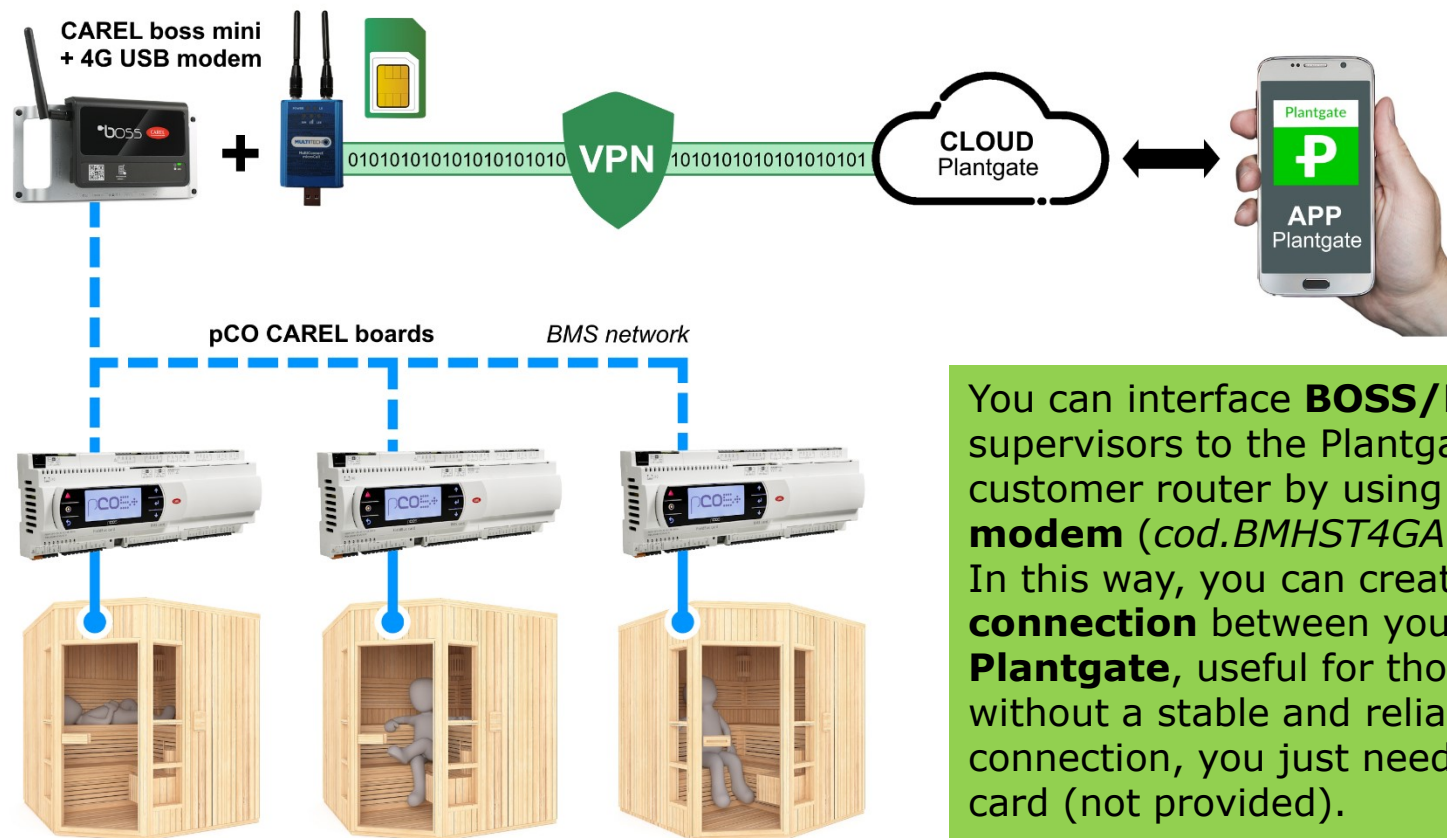 CAREL boss mini
+ 4G USB modem
boss
CAREL
MULTITECH
0101010101010101010101
VPN
1010101010101010101
CLOUD
Plantgate
Plantgate
P
APP
Plantgate
pCO CAREL boards
BMS network
pCO
pCO
pCO
You can interface BOSS/
supervisors to the Plantga
customer router by using
modem (cod.BMHST4GA
In this way, you can creat
connection between you
Plantgate, useful for tho
without a stable and relia
connection, you just need
card (not provided).